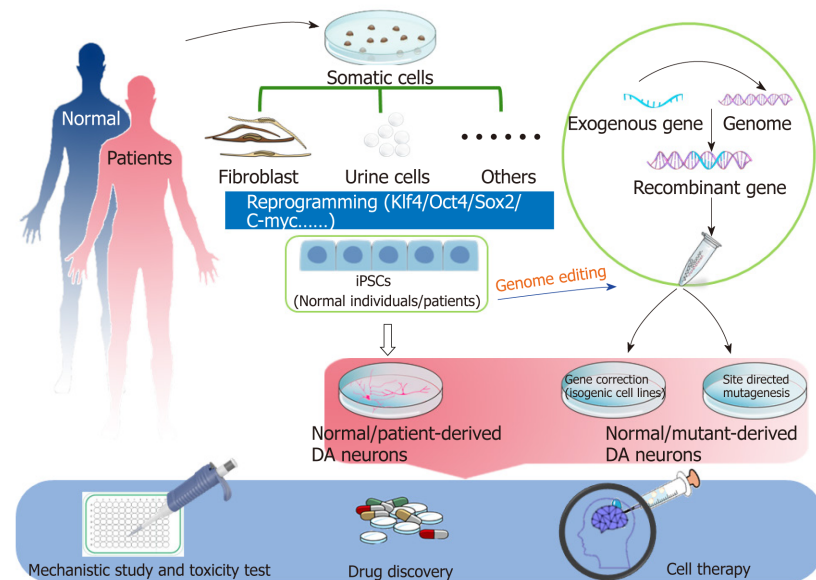 Somatic cells
Normal
Patients
Fibroblast
Urine cells
Others
Reprogramming (Klf4/Oct4/Sox2/
C-myc......)
iPSCs
(Normal individuals/patients)
Genome editing
Exogenous gene
Genome
Recombinant gene
Gene correction
(isogenic cell lines)
Site directed
mutagenesis
Normal/patient-derived
DA neurons
Normal/mutant-derived
DA neurons
Mechanistic study and toxicity test
Drug discovery
Cell therapy